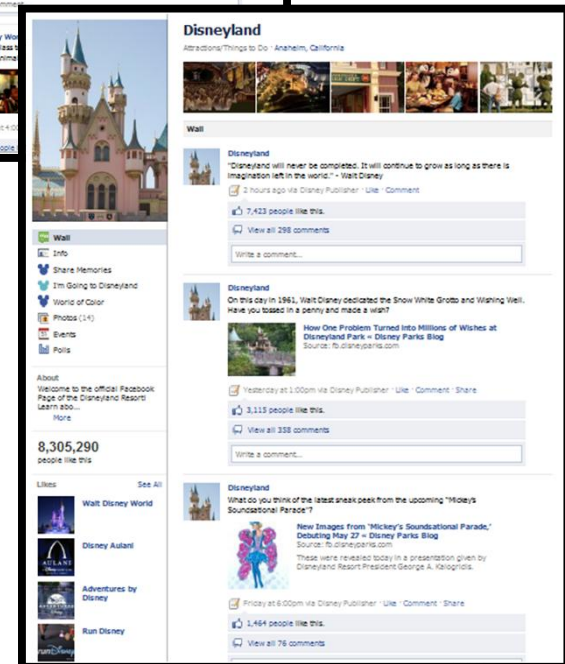 Disneyland
Attractions/Things to Do · Anaheim, California
Wall
Disneyland
"Disneyland will never be completed. It will continue to grow as long as there is
imagination left in the world." - Walt Disney
2 hours ago via Disney Publisher · Like · Comment
7,423 people like this.
View all 298 comments
Write a comment...
Disneyland
On this day in 1961, Walt Disney dedicated the Snow White Grotto and Wishing Well.
Have you tossed in a penny and made a wish?
How One Problem Turned into Millions of Wishes at
Disneyland Park « Disney Parks Blog
Source: fb.disneyparks.com
Yesterday at 1:00pm via Disney Publisher · Like · Comment · Share
3,115 people like this.
View all 358 comments
Write a comment...
Disneyland
What do you think of the latest sneak peek from the upcoming "Mickey's
Soundsational Parade"?
New Images from 'Mickey's Soundsational Parade,'
Debuting May 27 « Disney Parks Blog
Source: fb.disneyparks.com
These were revealed today in a presentation given by
Disneyland Resort President George A. Kalogridis.
Friday at 6:00pm via Disney Publisher · Like · Comment · Share
1,464 people like this.
View all 76 comments
Wall
Info
Share Memories
I'm Going to Disneyland
World of Color
Photos (14)
Events
Polls
About
Welcome to the official Facebook
Page of the Disneyland Resort!
Learn abo...
More
8,305,290
people like this
Likes
See All
Walt Disney World
AULANI
Disney Aulani
Adventures by
Disney
runDisney
Run Disney